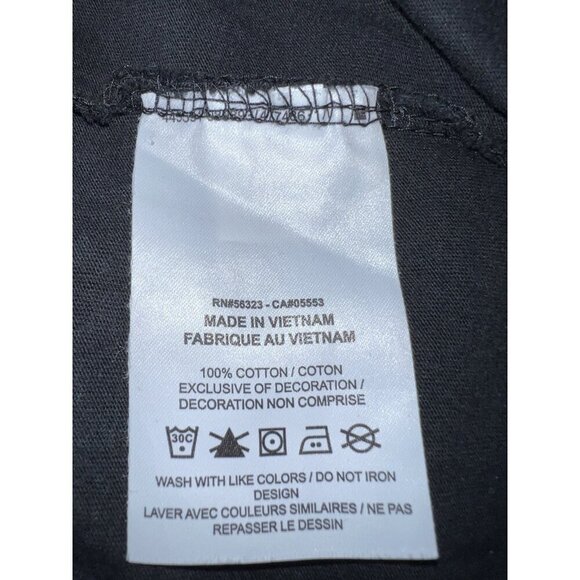 RN#56323 - CA#05553
MADE IN VIETNAM
FABRIQUE AU VIETNAM
100% COTTON / COTON
EXCLUSIVE OF DECORATION /
DECORATION NON COMPRISE
30C
WASH WITH LIKE COLORS / DO NOT IRON
DESIGN
LAVER AVEC COULEURS SIMILAIRES / NE PAS
REPASSER LE DESSIN